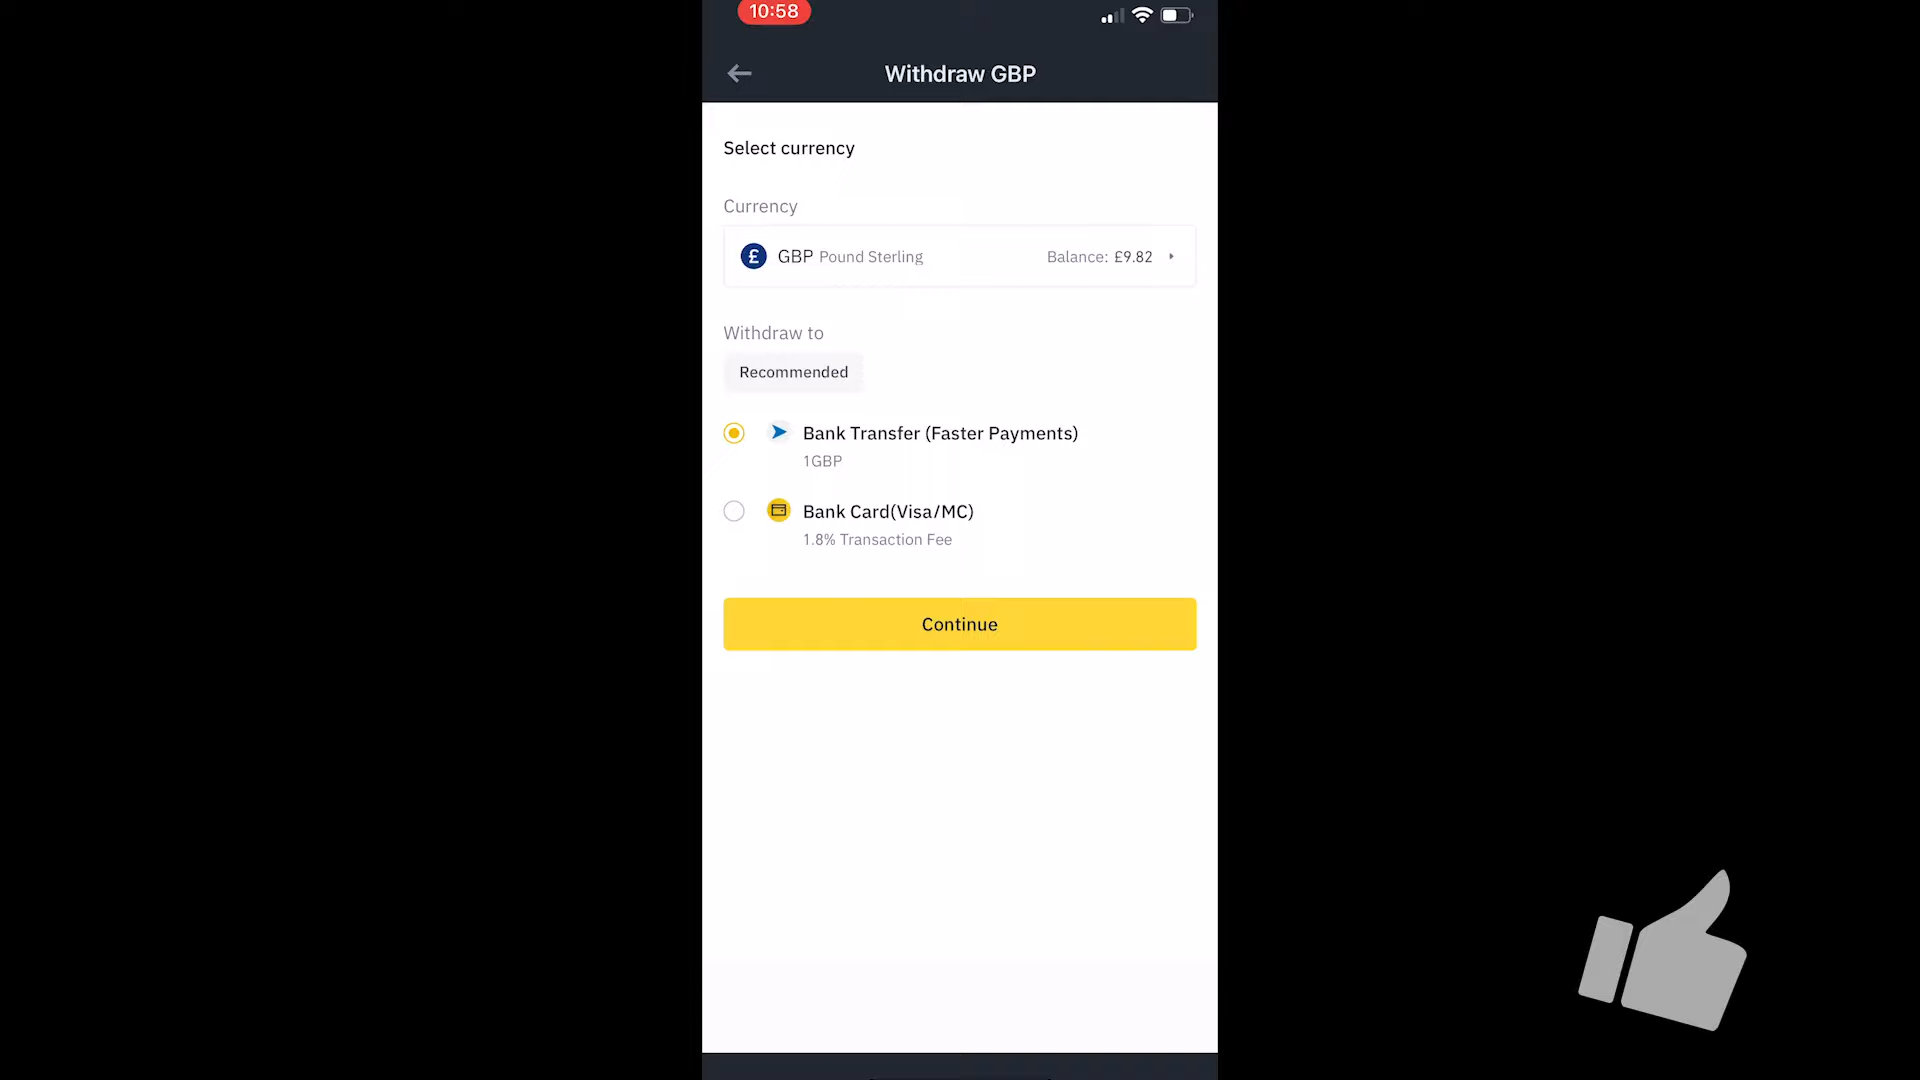 10:58
Withdraw GBP
Select currency
Currency
£ GBP Pound Sterling Balance: £9.82
Withdraw to
Recommended
Bank Transfer (Faster Payments)
1GBP
Bank Card(Visa/MC)
1.8% Transaction Fee
Continue